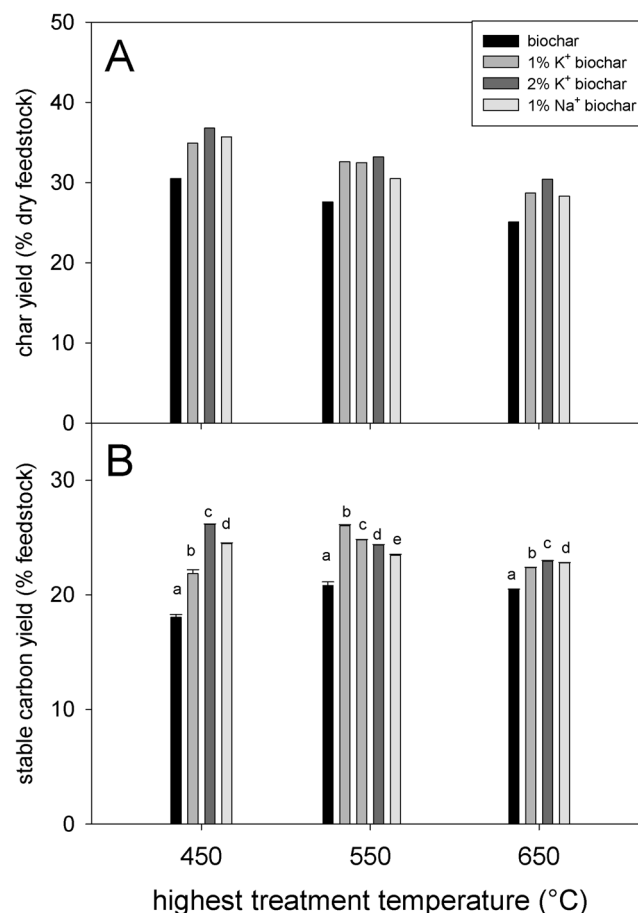 A
char yield (% dry feedstock)
50
40
30
20
10
0
biochar
1% K⁺ biochar
2% K⁺ biochar
1% Na⁺ biochar
B
stable carbon yield (% feedstock)
30
20
10
0
a
b
c
d
a
b
c
d
e
a
b
c
d
450
550
650
highest treatment temperature (°C)